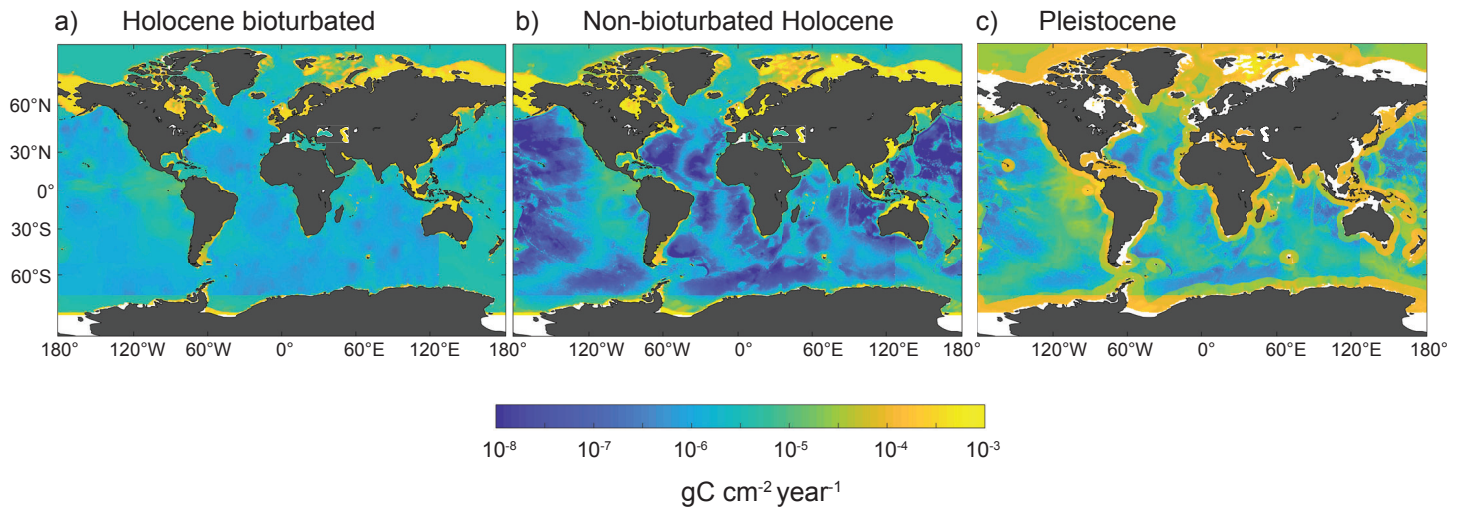 a) Holocene bioturbated
b) Non-bioturbated Holocene
c) Pleistocene
60°N
30°N
0°
30°S
60°S
180° 120°W 60°W 0° 60°E 120°E 180°
120°W 60°W 0° 60°E 120°E 180°
120°W 60°W 0° 60°E 120°E 180°
10⁻⁸ 10⁻⁷ 10⁻⁶ 10⁻⁵ 10⁻⁴ 10⁻³
gC cm⁻² year⁻¹